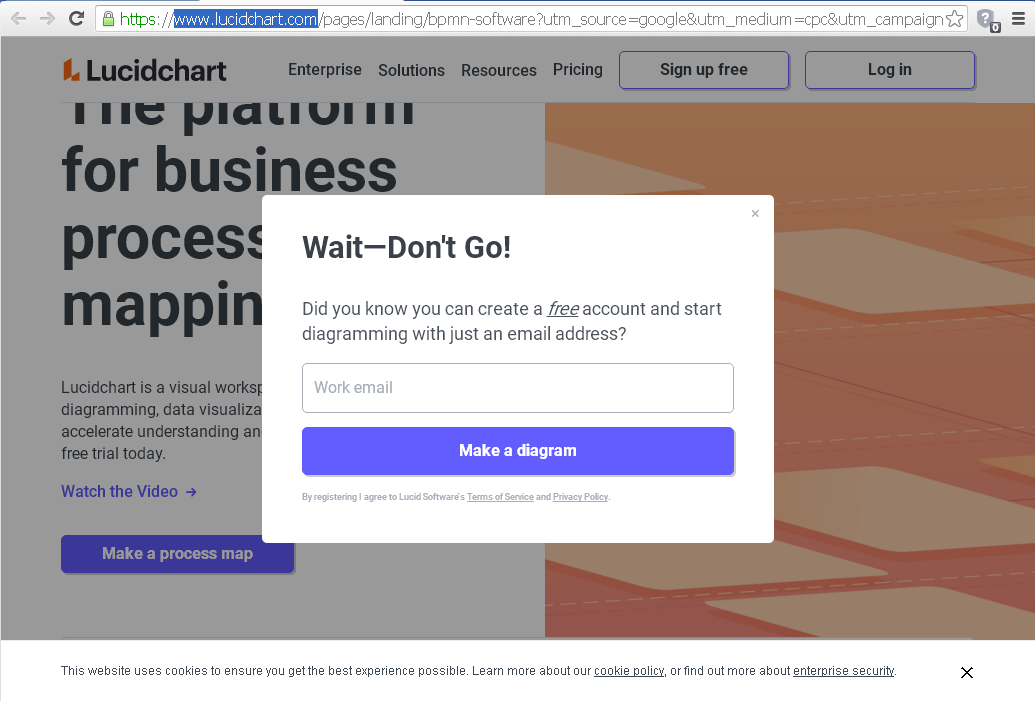 https://www.lucidchart.com/pages/landing/bpmn-software?utm_source=google&utm_medium=cpc&utm_campaign
0
Lucidchart
Enterprise
Solutions
Resources
Pricing
Sign up free
Log in
The platform
for business
process
mappin
Lucidchart is a visual worksp
diagramming, data visualiza
accelerate understanding an
free trial today.
Watch the Video →
Make a process map
×
Wait—Don't Go!
Did you know you can create a free account and start
diagramming with just an email address?
Work email
Make a diagram
By registering I agree to Lucid Software's Terms of Service and Privacy Policy.
This website uses cookies to ensure you get the best experience possible. Learn more about our cookie policy, or find out more about enterprise security.